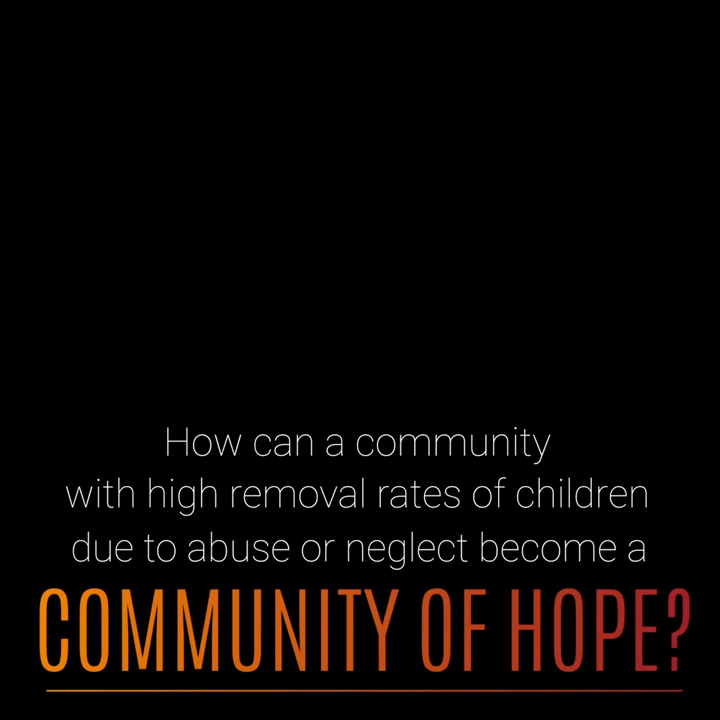 How can a community
with high removal rates of children
due to abuse or neglect become a
COMMUNITY OF HOPE?